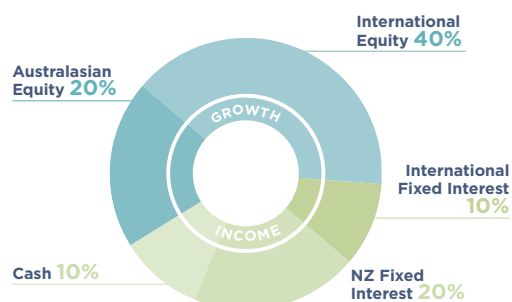 International
Equity 40%
Australasian
Equity 20%
GROWTH
International
Fixed Interest
10%
INCOME
Cash 10%
NZ Fixed
Interest 20%